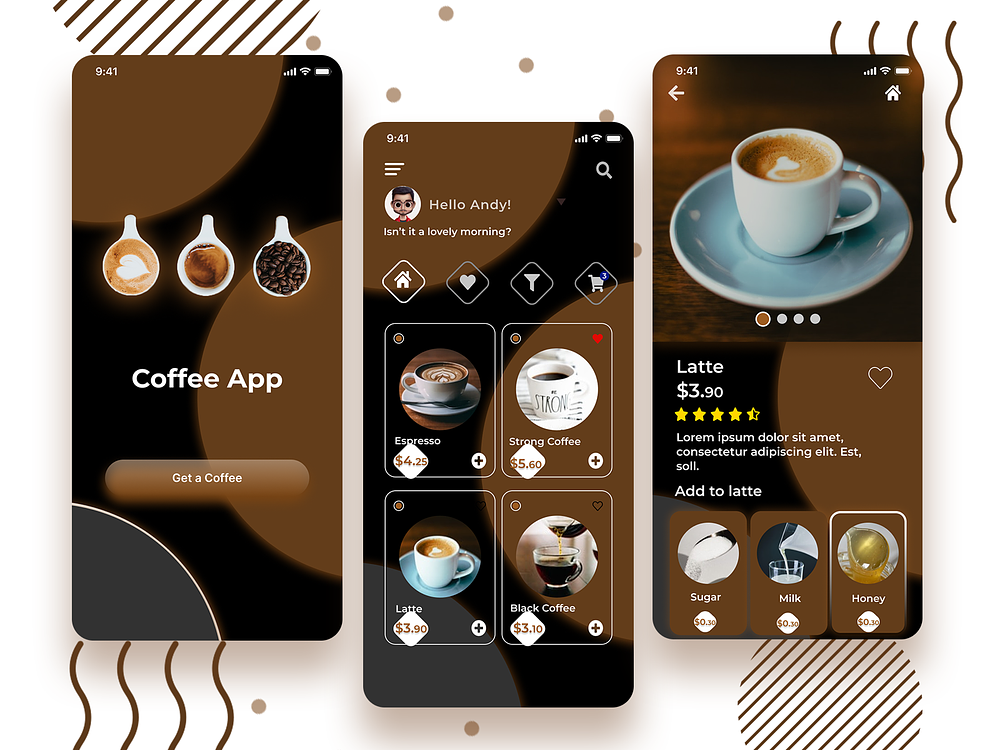 9:41
Coffee App
Get a Coffee
9:41
Hello Andy!
Isn't it a lovely morning?
3
Espresso
$4.25
Strong Coffee
$5.60
STRONG
Latte
$3.90
Black Coffee
$3.10
9:41
Latte
$3.90
Lorem ipsum dolor sit amet,
consectetur adipiscing elit. Est,
soll.
Add to latte
Sugar
Milk
Honey
$0.30
$0.30
$0.30